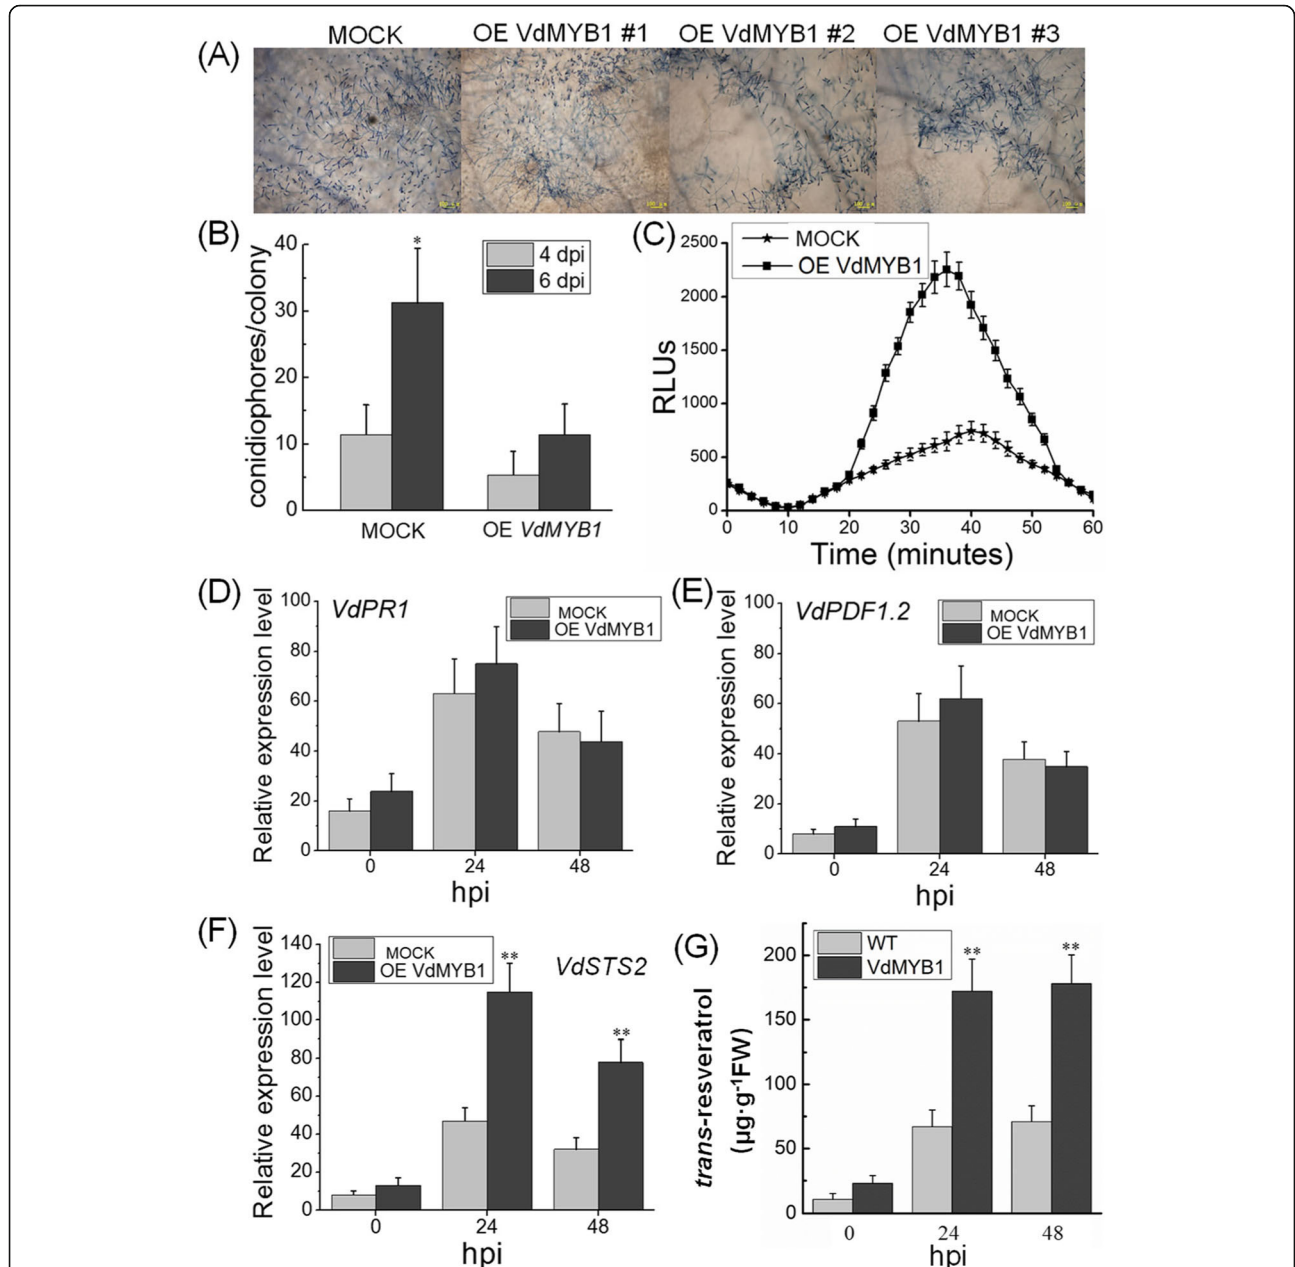 (A)
MOCK
OE VdMYB1 #1
OE VdMYB1 #2
OE VdMYB1 #3
(B)
conidiophores/colony
40
30
20
10
0
4 dpi
6 dpi
*
MOCK
OE VdMYB1
(C)
RLUs
2500
2000
1500
1000
500
0
MOCK
OE VdMYB1
0 10 20 30 40 50 60
Time (minutes)
(D)
VdPR1
Relative expression level
100
80
60
40
20
0
MOCK
OE VdMYB1
0 24 48
hpi
(E)
VdPDF1.2
Relative expression level
100
80
60
40
20
0
MOCK
OE VdMYB1
0 24 48
hpi
(F)
VdSTS2
Relative expression level
140
120
100
80
60
40
20
0
MOCK
OE VdMYB1
**
**
0 24 48
hpi
(G)
trans-resveratrol
(µg·g⁻¹FW)
200
150
100
50
0
WT
VdMYB1
**
**
0 24 48
hpi